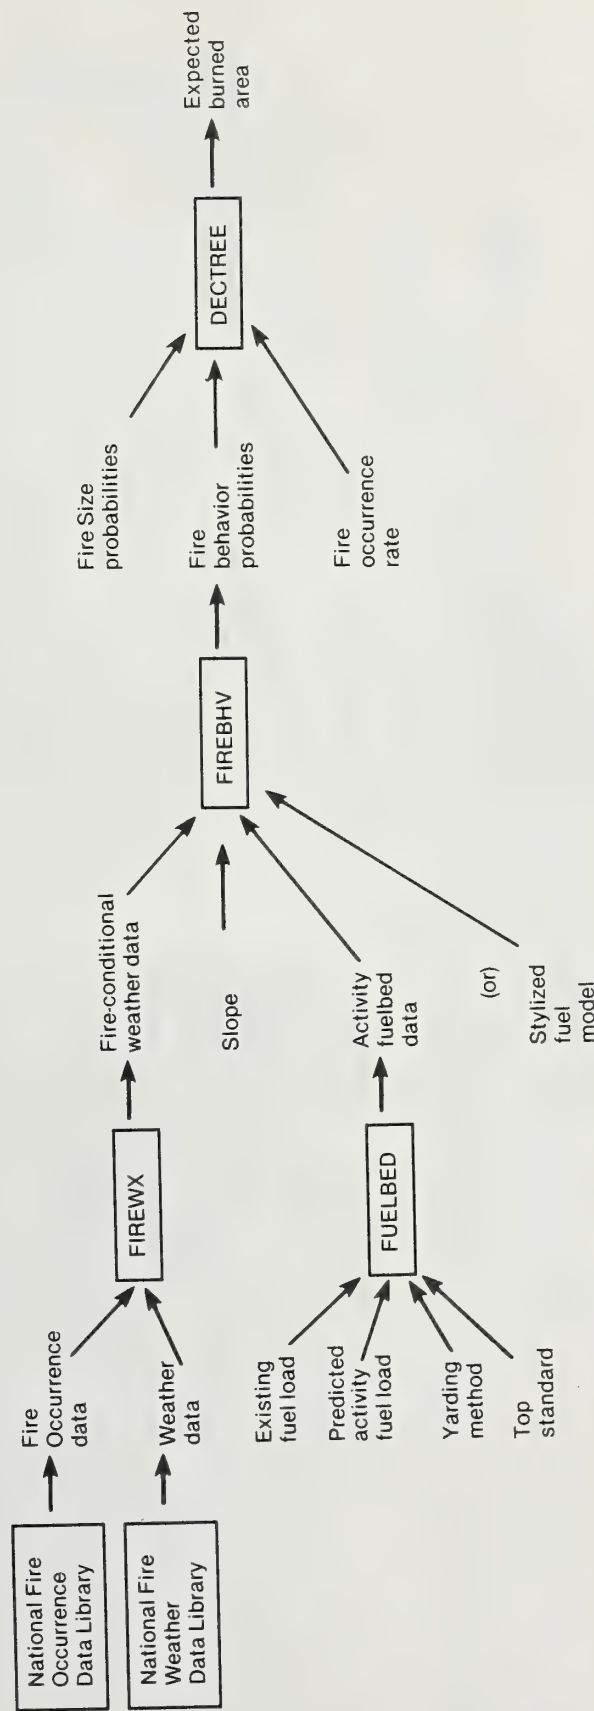 National Fire
Occurrence
Data Library
National Fire
Weather
Data Library
Fire
Occurrence
data
Weather
data
Existing
fuel load
Predicted
activity
fuel load
Yarding
method
Top
standard
FIREWX
FUELBED
Fire-conditional
weather data
Slope
Activity
fuelbed
data
(or)
Stylized
fuel
model
FIREBHV
Fire Size
probabilities
Fire
behavior
probabilities
Fire
occurrence
rate
DECTREE
Expected
burned
area